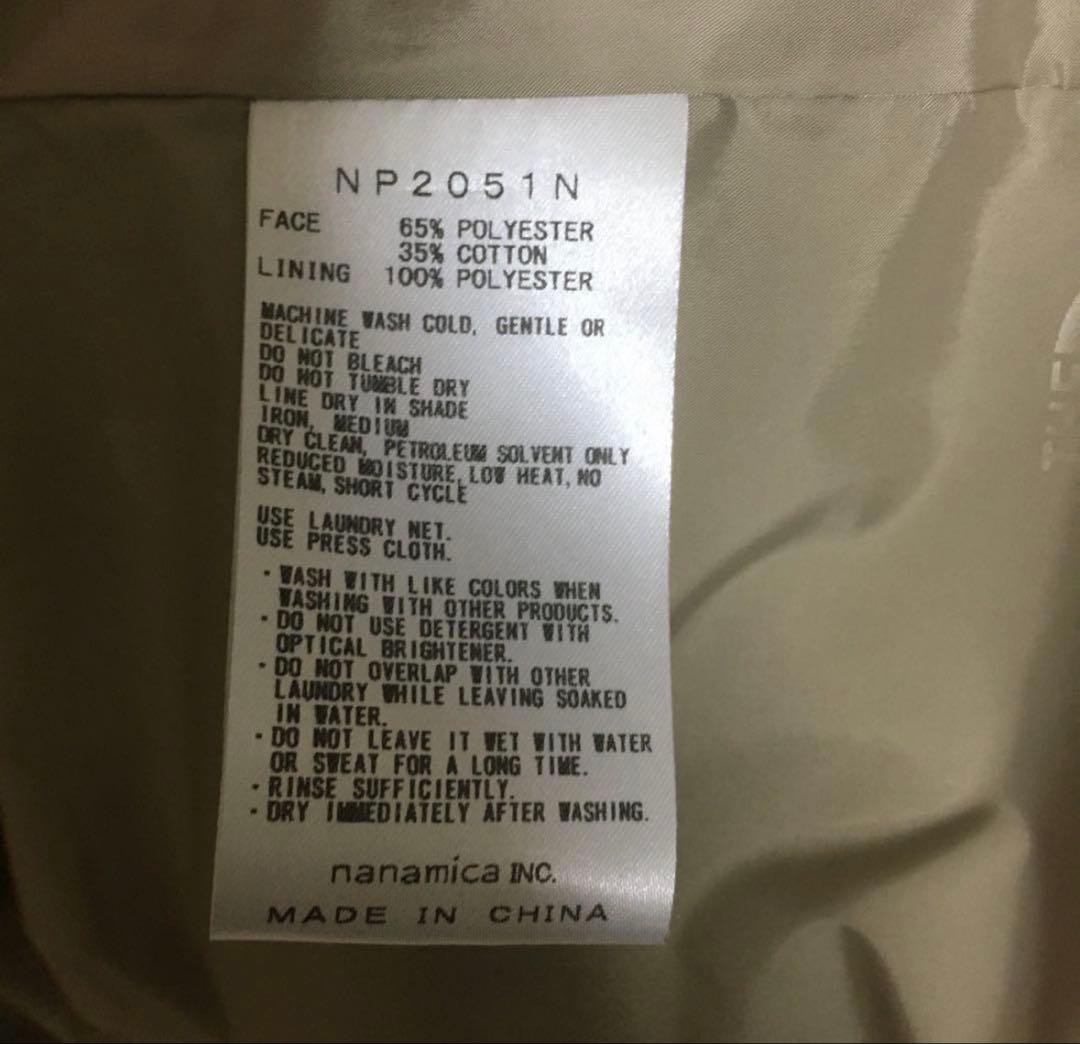 NP2051N
FACE 65% POLYESTER
35% COTTON
LINING 100% POLYESTER
MACHINE WASH COLD, GENTLE OR
DELICATE
DO NOT BLEACH
DO NOT TUMBLE DRY
LINE DRY IN SHADE
IRON, MEDIUM
DRY CLEAN, PETROLEUM SOLVENT ONLY
REDUCED MOISTURE, LOW HEAT, NO
STEAM, SHORT CYCLE
USE LAUNDRY NET.
USE PRESS CLOTH.
・WASH WITH LIKE COLORS WHEN
WASHING WITH OTHER PRODUCTS.
・DO NOT USE DETERGENT WITH
OPTICAL BRIGHTENER.
・DO NOT OVERLAP WITH OTHER
LAUNDRY WHILE LEAVING SOAKED
IN WATER.
・DO NOT LEAVE IT WET WITH WATER
OR SWEAT FOR A LONG TIME.
・RINSE SUFFICIENTLY.
・DRY IMMEDIATELY AFTER WASHING.
nanamica INC.
MADE IN CHINA